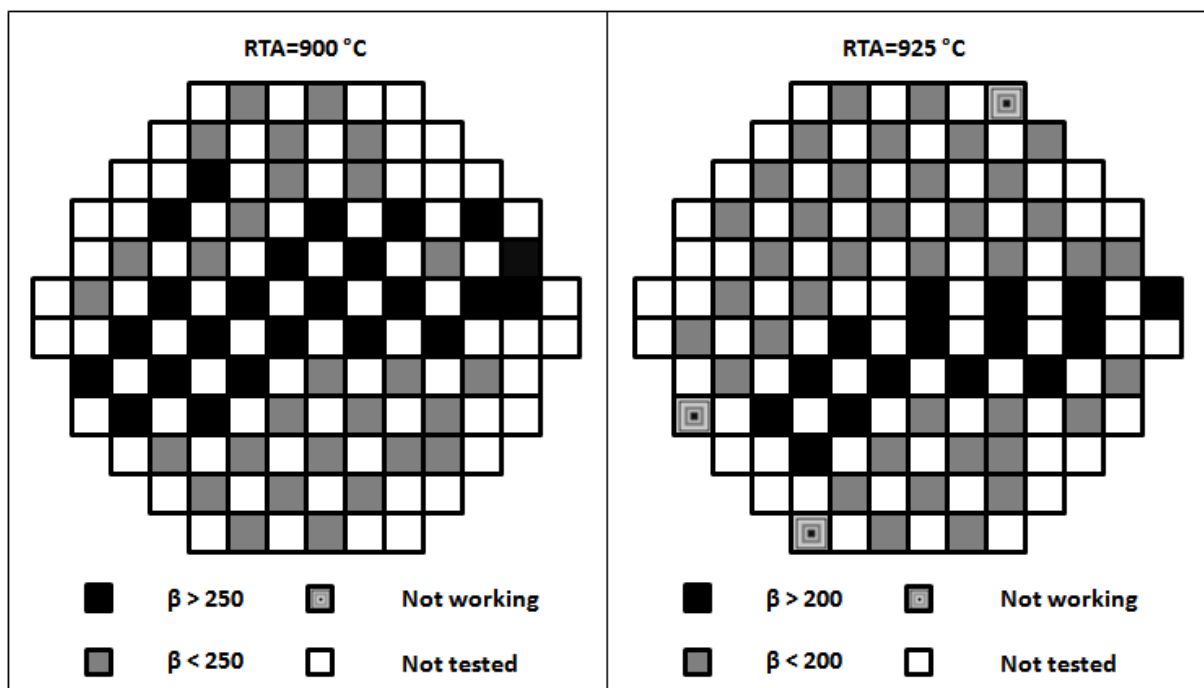 RTA=900 °C
β > 250
Not working
β < 250
Not tested
RTA=925 °C
β > 200
Not working
β < 200
Not tested